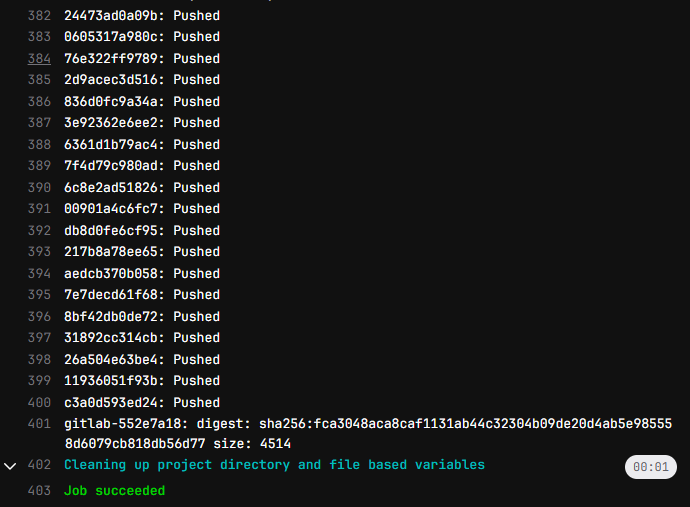 382 24473ad0a09b: Pushed
383 0605317a980c: Pushed
384 76e322ff9789: Pushed
385 2d9acec3d516: Pushed
386 836d0fc9a34a: Pushed
387 3e92362e6ee2: Pushed
388 6361d1b79ac4: Pushed
389 7f4d79c980ad: Pushed
390 6c8e2ad51826: Pushed
391 00901a4c6fc7: Pushed
392 db8d0fe6cf95: Pushed
393 217b8a78ee65: Pushed
394 aedcb370b058: Pushed
395 7e7decd61f68: Pushed
396 8bf42db0de72: Pushed
397 31892cc314cb: Pushed
398 26a504e63be4: Pushed
399 11936051f93b: Pushed
400 c3a0d593ed24: Pushed
401 gitlab-552e7a18: digest: sha256:fca3048aca8caf1131ab44c32304b09de20d4ab5e98555
8d6079cb818db56d77 size: 4514
402 Cleaning up project directory and file based variables 00:01
403 Job succeeded